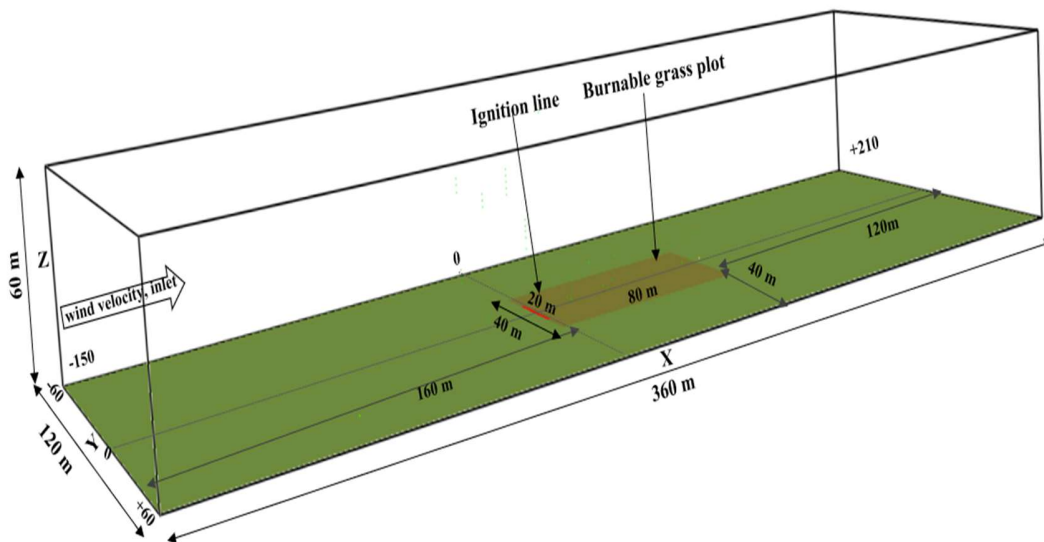 Burnable grass plot
Ignition line
+210
60 m
Z
0
120m
wind velocity, inlet
40 m
20 m
80 m
40 m
-150
X
-60
160 m
360 m
Y
0
120 m
+60